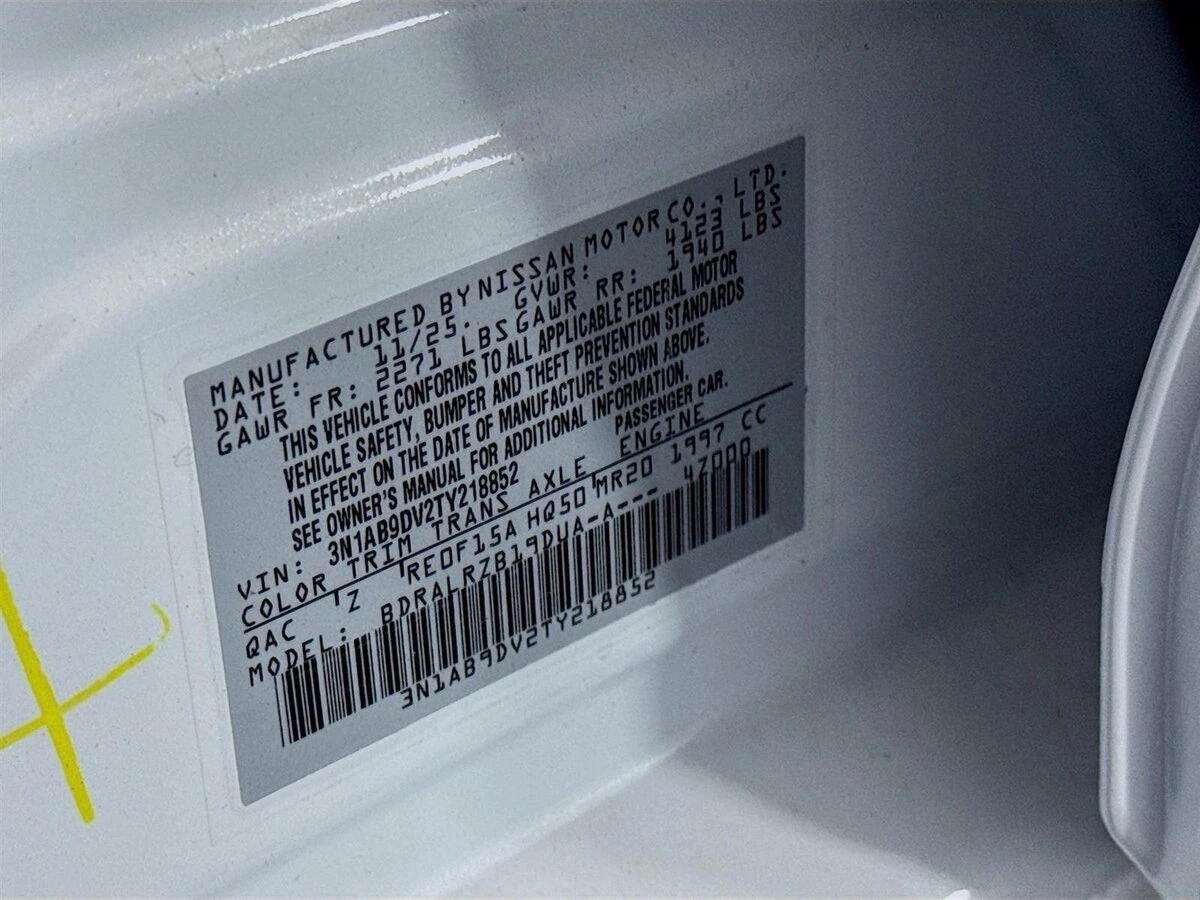 MANUFACTURED BY NISSAN MOTOR CO., LTD.
DATE: 11/25. GVWR: 4123 LBS
GAWR FR: 2271 LBS GAWR RR: 1940 LBS
THIS VEHICLE CONFORMS TO ALL APPLICABLE FEDERAL MOTOR
VEHICLE SAFETY, BUMPER AND THEFT PREVENTION STANDARDS
IN EFFECT ON THE DATE OF MANUFACTURE SHOWN ABOVE.
SEE OWNER'S MANUAL FOR ADDITIONAL INFORMATION.
VIN: 3N1AB9DV2TY218852 PASSENGER CAR.
COLOR TRIM TRANS AXLE ENGINE
QAC Z RE0F15A HQ50 MR20 1997 CC
MODEL: BDRALRZB19DUA-A--- 4Z000
3N1AB9DV2TY218852